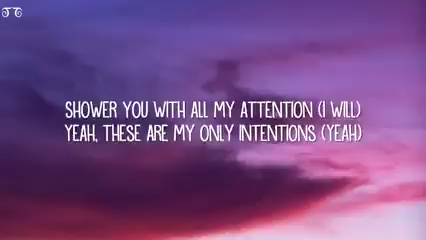 SHOWER YOU WITH ALL MY ATTENTION (I WILL)
YEAH, THESE ARE MY ONLY INTENTIONS (YEAH)